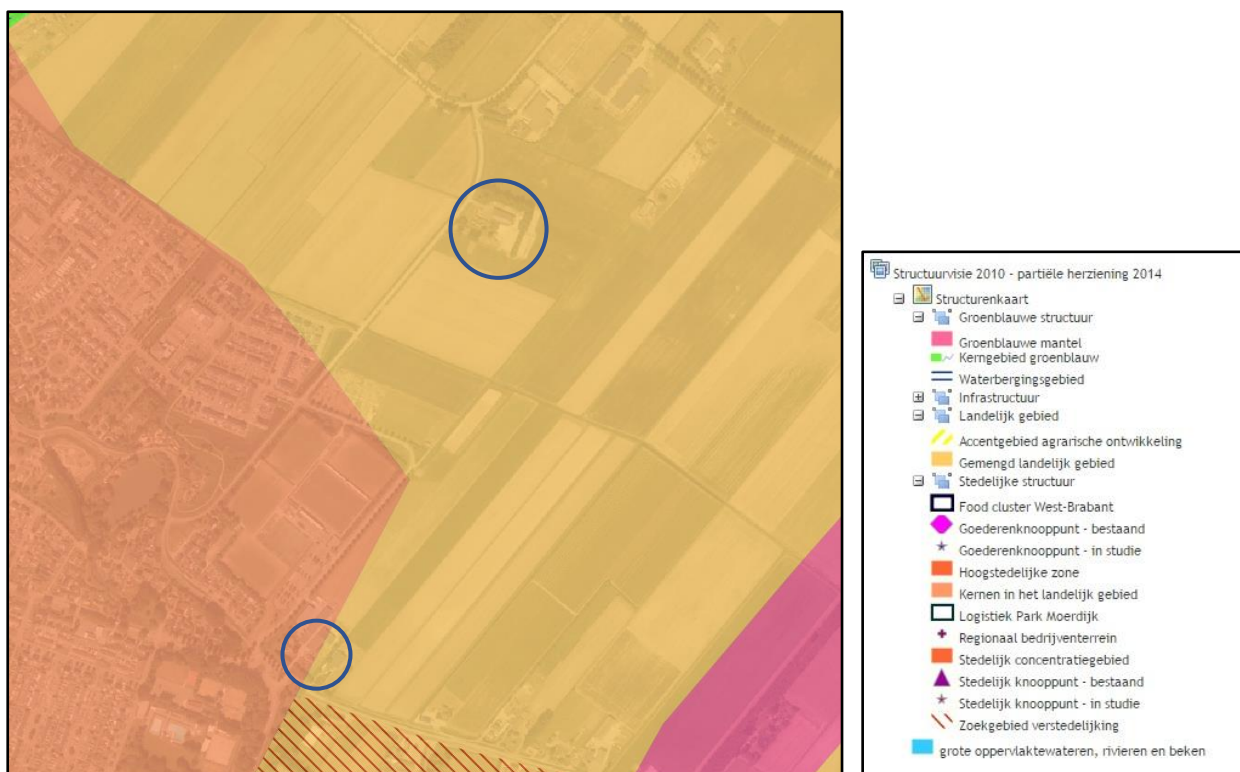 Structuurvisie 2010 - partiële herziening 2014
Structurenkaart
Groenblauwe structuur
Groenblauwe mantel
Kerngebied groenblauw
Waterbergingsgebied
Infrastructuur
Landelijk gebied
Accentgebied agrarische ontwikkeling
Gemengd landelijk gebied
Stedelijke structuur
Food cluster West-Brabant
Goederenknooppunt - bestaand
Goederenknooppunt - in studie
Hoogstedelijke zone
Kernen in het landelijk gebied
Logistiek Park Moerdijk
Regionaal bedrijventerrein
Stedelijk concentratiegebied
Stedelijk knooppunt - bestaand
Stedelijk knooppunt - in studie
Zoekgebied verstedelijking
grote oppervlaktewateren, rivieren en beken